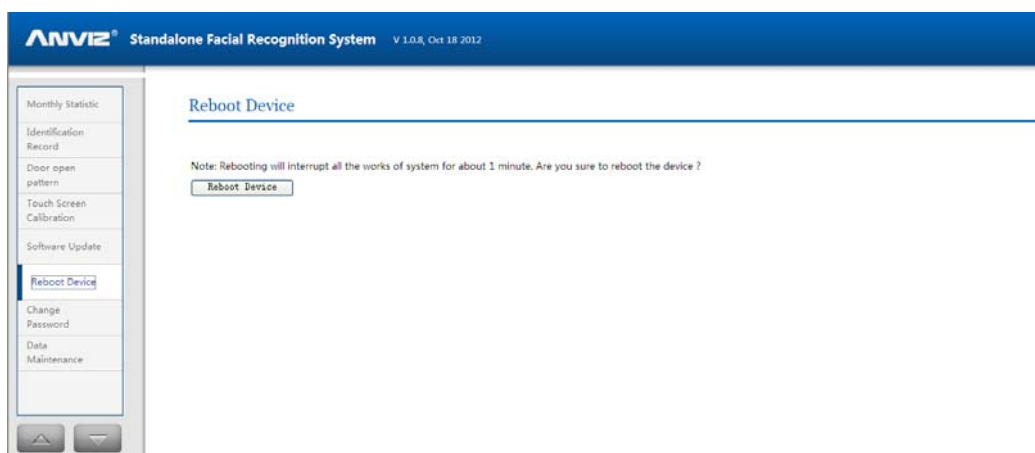 ANVIZ® Standalone Facial Recognition System V 1.0.8, Oct 18 2012
Monthly Statistic
Identification
Record
Door open
pattern
Touch Screen
Calibration
Software Update
Reboot Device
Change
Password
Data
Maintenance
Reboot Device
Note: Rebooting will interrupt all the works of system for about 1 minute. Are you sure to reboot the device ?
Reboot Device